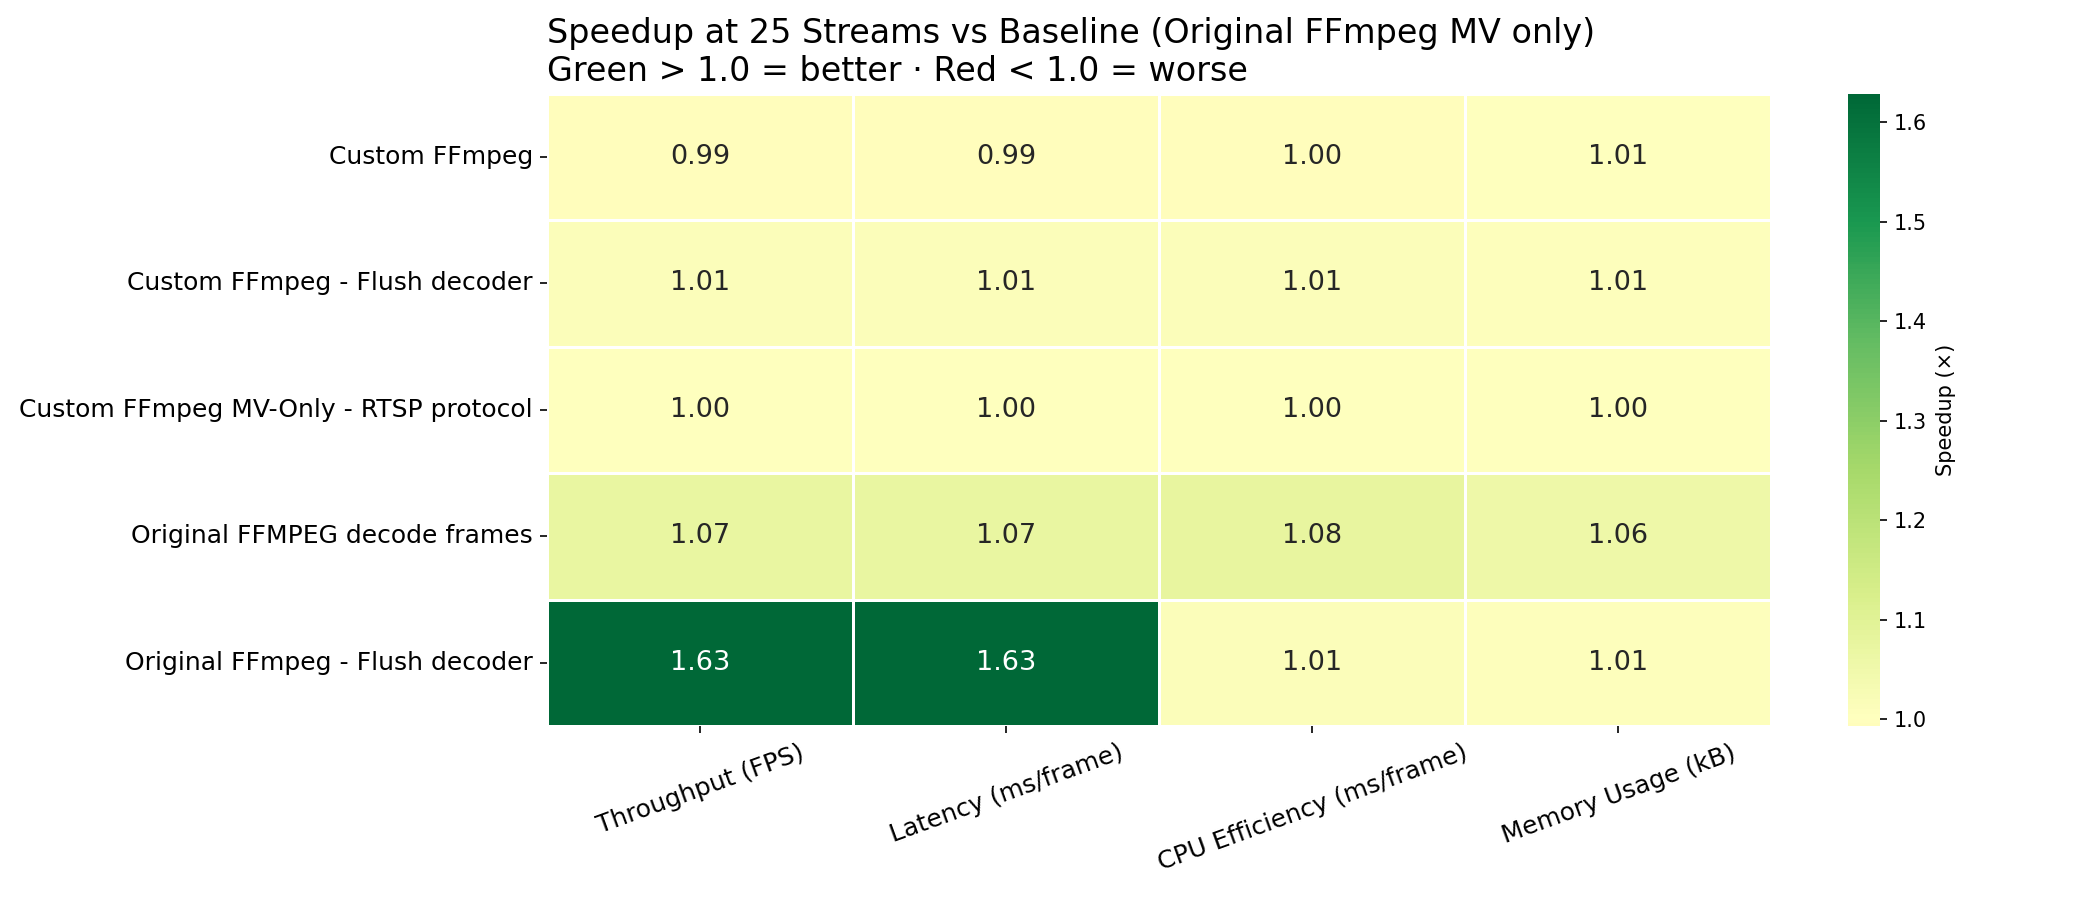 Speedup at 25 Streams vs Baseline (Original FFmpeg MV only)
Green > 1.0 = better · Red < 1.0 = worse
Custom FFmpeg 0.99 0.99 1.00 1.01
Custom FFmpeg - Flush decoder 1.01 1.01 1.01 1.01
Custom FFmpeg MV-Only - RTSP protocol 1.00 1.00 1.00 1.00
Original FFMPEG decode frames 1.07 1.07 1.08 1.06
Original FFmpeg - Flush decoder 1.63 1.63 1.01 1.01
Throughput (FPS)
Latency (ms/frame)
CPU Efficiency (ms/frame)
Memory Usage (kB)
1.6
1.5
1.4
1.3
1.2
1.1
1.0
Speedup (×)